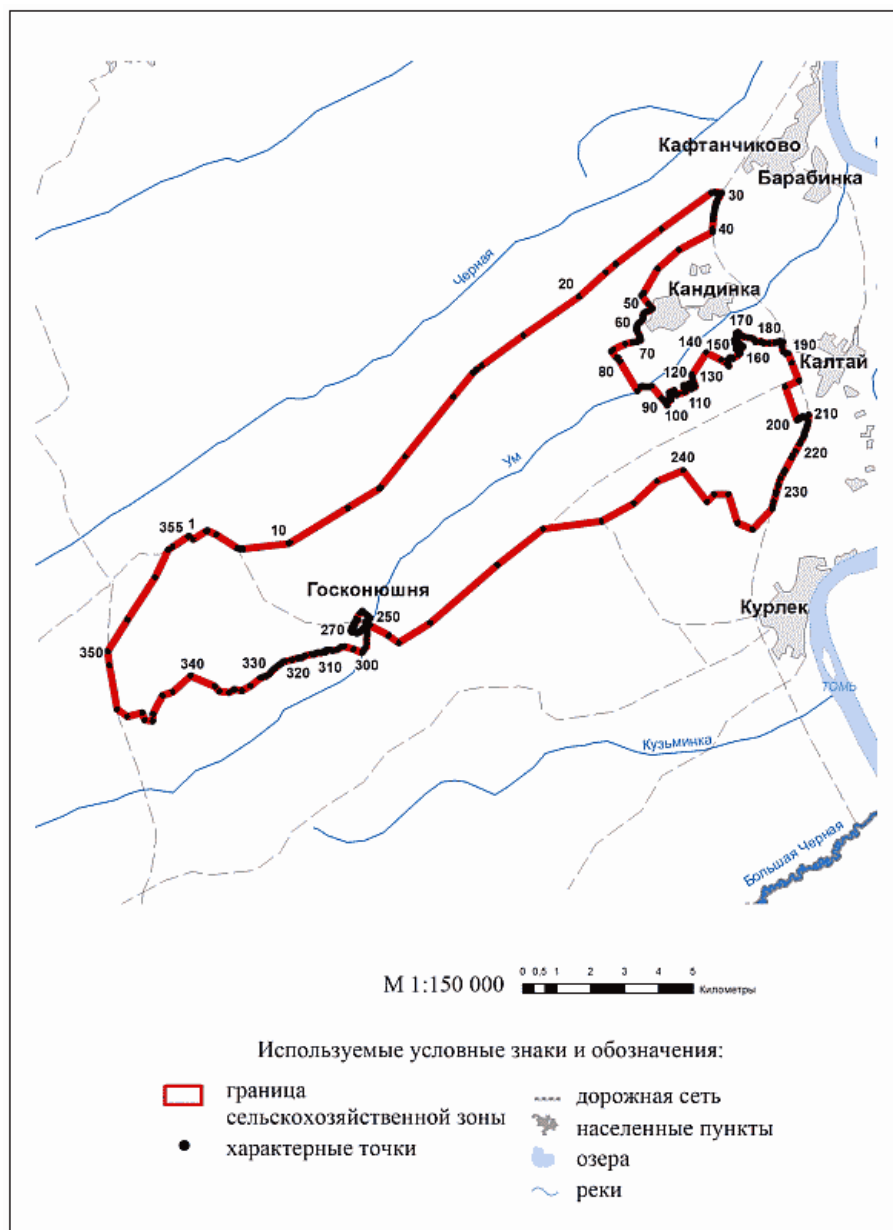 Кафтанчиково
Барабинка
30
40
Черная
20
Кандинка
50
60
170
180
70
140
150
190
160
Калтай
80
120
130
90
110
100
200
210
220
Ум
240
230
355
1
10
Госконюшня
250
270
Курлек
300
310
350
320
330
340
ТОМЬ
Кузьминка
Большая Черная
М 1:150 000
0 0,5 1 2 3 4 5
Километры
Используемые условные знаки и обозначения:
граница
сельскохозяйственной зоны
характерные точки
дорожная сеть
населенные пункты
озера
реки